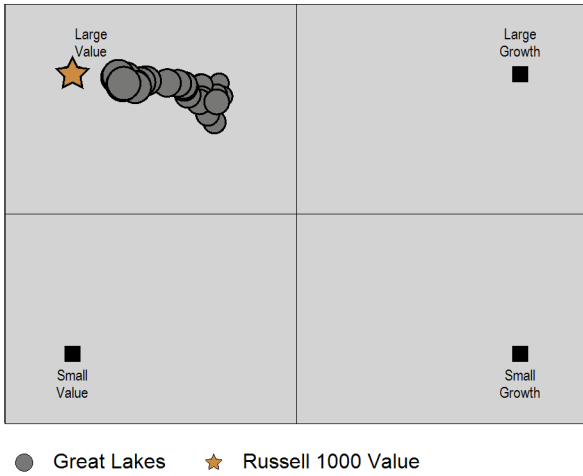 Large
Value
Large
Growth
Small
Value
Small
Growth
Great Lakes
Russell 1000 Value